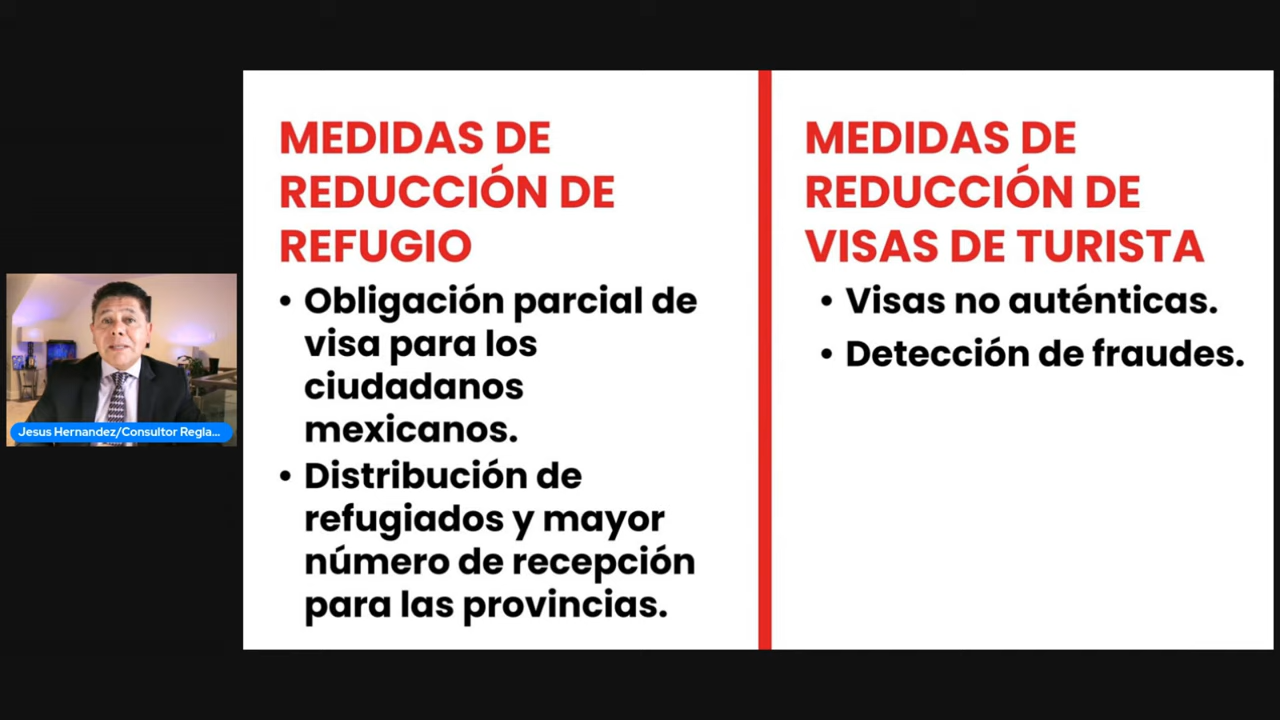 MEDIDAS DE
REDUCCIÓN DE
REFUGIO
• Obligación parcial de
visa para los
ciudadanos
mexicanos.
• Distribución de
refugiados y mayor
número de recepción
para las provincias.
MEDIDAS DE
REDUCCIÓN DE
VISAS DE TURISTA
• Visas no auténticas.
• Detección de fraudes.
Jesus Hernandez/Consultor Regla...